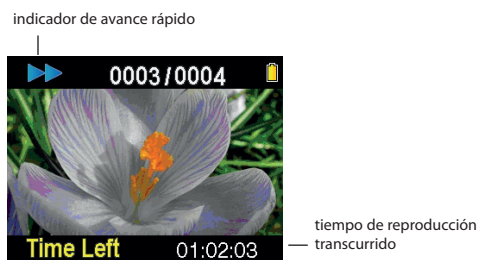 indicador de avance rápido
0003/0004
Time Left 01:02:03
tiempo de reproducción
transcurrido